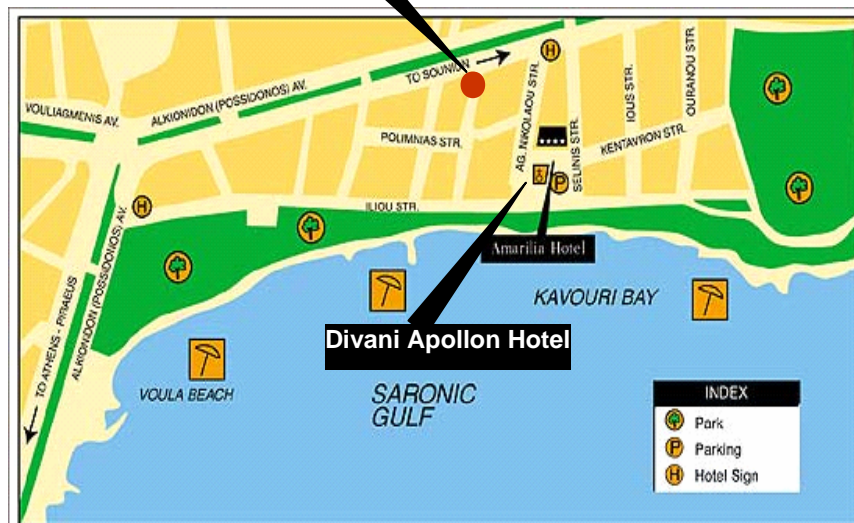 TO SOUNION
H
VOULIAGMENIS AV.
ALKIONIDON (POSSIDONOS) AV.
POLIMNIAS STR.
AG. NIKOLAOU STR.
SELINIS STR.
IOUS STR.
OURANOU STR.
KENTAVRON STR.
P
H
ILIOU STR.
Amarilia Hotel
TO ATHENS - PIRAEUS
ALKIONIDON (POSSIDONOS) AV.
KAVOURI BAY
Divani Apollon Hotel
VOULA BEACH
SARONIC
GULF
INDEX
Park
P Parking
H Hotel Sign